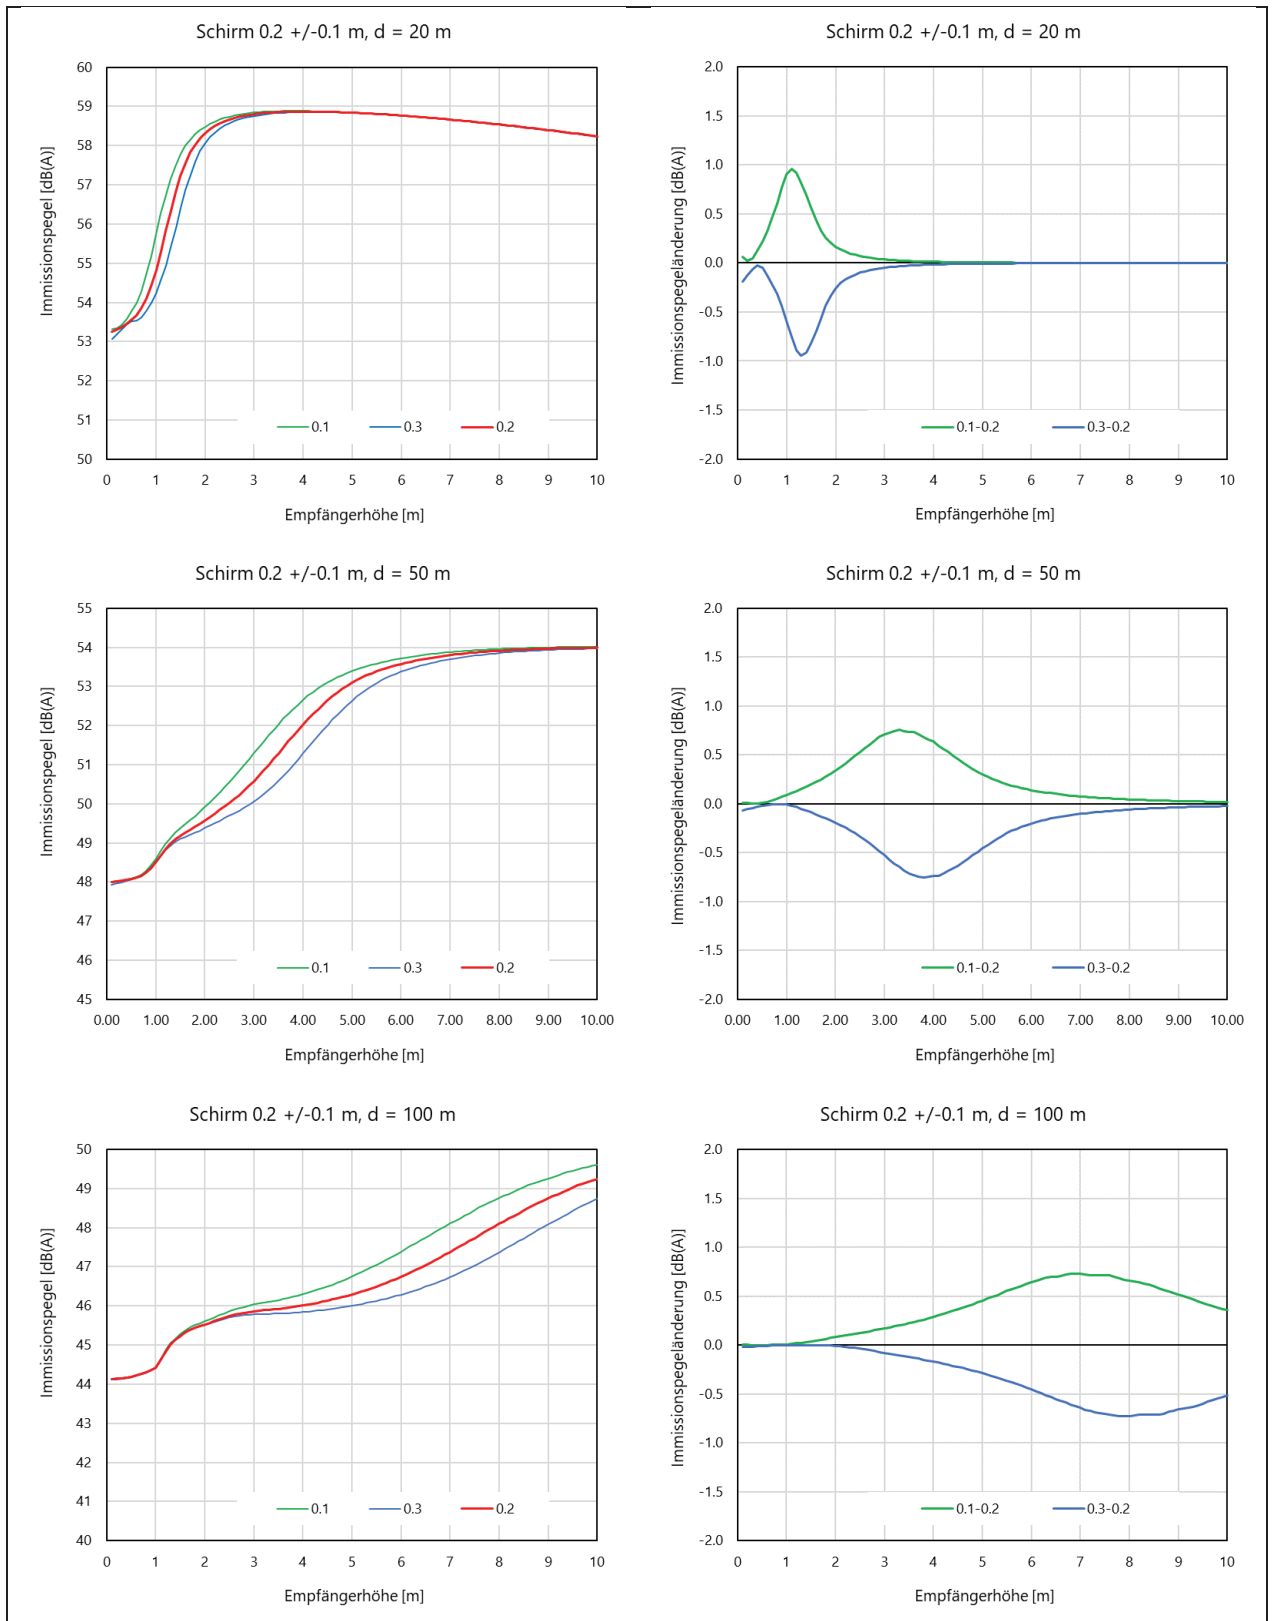 Schirm 0.2 +/-0.1 m, d = 20 m
Immissionspegel [dB(A)]
60
59
58
57
56
55
54
53
52
51
50
0.1 0.3 0.2
0 1 2 3 4 5 6 7 8 9 10
Empfängerhöhe [m]
Schirm 0.2 +/-0.1 m, d = 20 m
Immissionspegeländerung [dB(A)]
2.0
1.5
1.0
0.5
0.0
-0.5
-1.0
-1.5
-2.0
0.1-0.2 0.3-0.2
0 1 2 3 4 5 6 7 8 9 10
Empfängerhöhe [m]
Schirm 0.2 +/-0.1 m, d = 50 m
Immissionspegel [dB(A)]
55
54
53
52
51
50
49
48
47
46
45
0.1 0.3 0.2
0.00 1.00 2.00 3.00 4.00 5.00 6.00 7.00 8.00 9.00 10.00
Empfängerhöhe [m]
Schirm 0.2 +/-0.1 m, d = 50 m
Immissionspegeländerung [dB(A)]
2.0
1.5
1.0
0.5
0.0
-0.5
-1.0
-1.5
-2.0
0.1-0.2 0.3-0.2
0.00 1.00 2.00 3.00 4.00 5.00 6.00 7.00 8.00 9.00 10.00
Empfängerhöhe [m]
Schirm 0.2 +/-0.1 m, d = 100 m
Immissionspegel [dB(A)]
50
49
48
47
46
45
44
43
42
41
40
0.1 0.3 0.2
0 1 2 3 4 5 6 7 8 9 10
Empfängerhöhe [m]
Schirm 0.2 +/-0.1 m, d = 100 m
Immissionspegeländerung [dB(A)]
2.0
1.5
1.0
0.5
0.0
-0.5
-1.0
-1.5
-2.0
0.1-0.2 0.3-0.2
0 1 2 3 4 5 6 7 8 9 10
Empfängerhöhe [m]